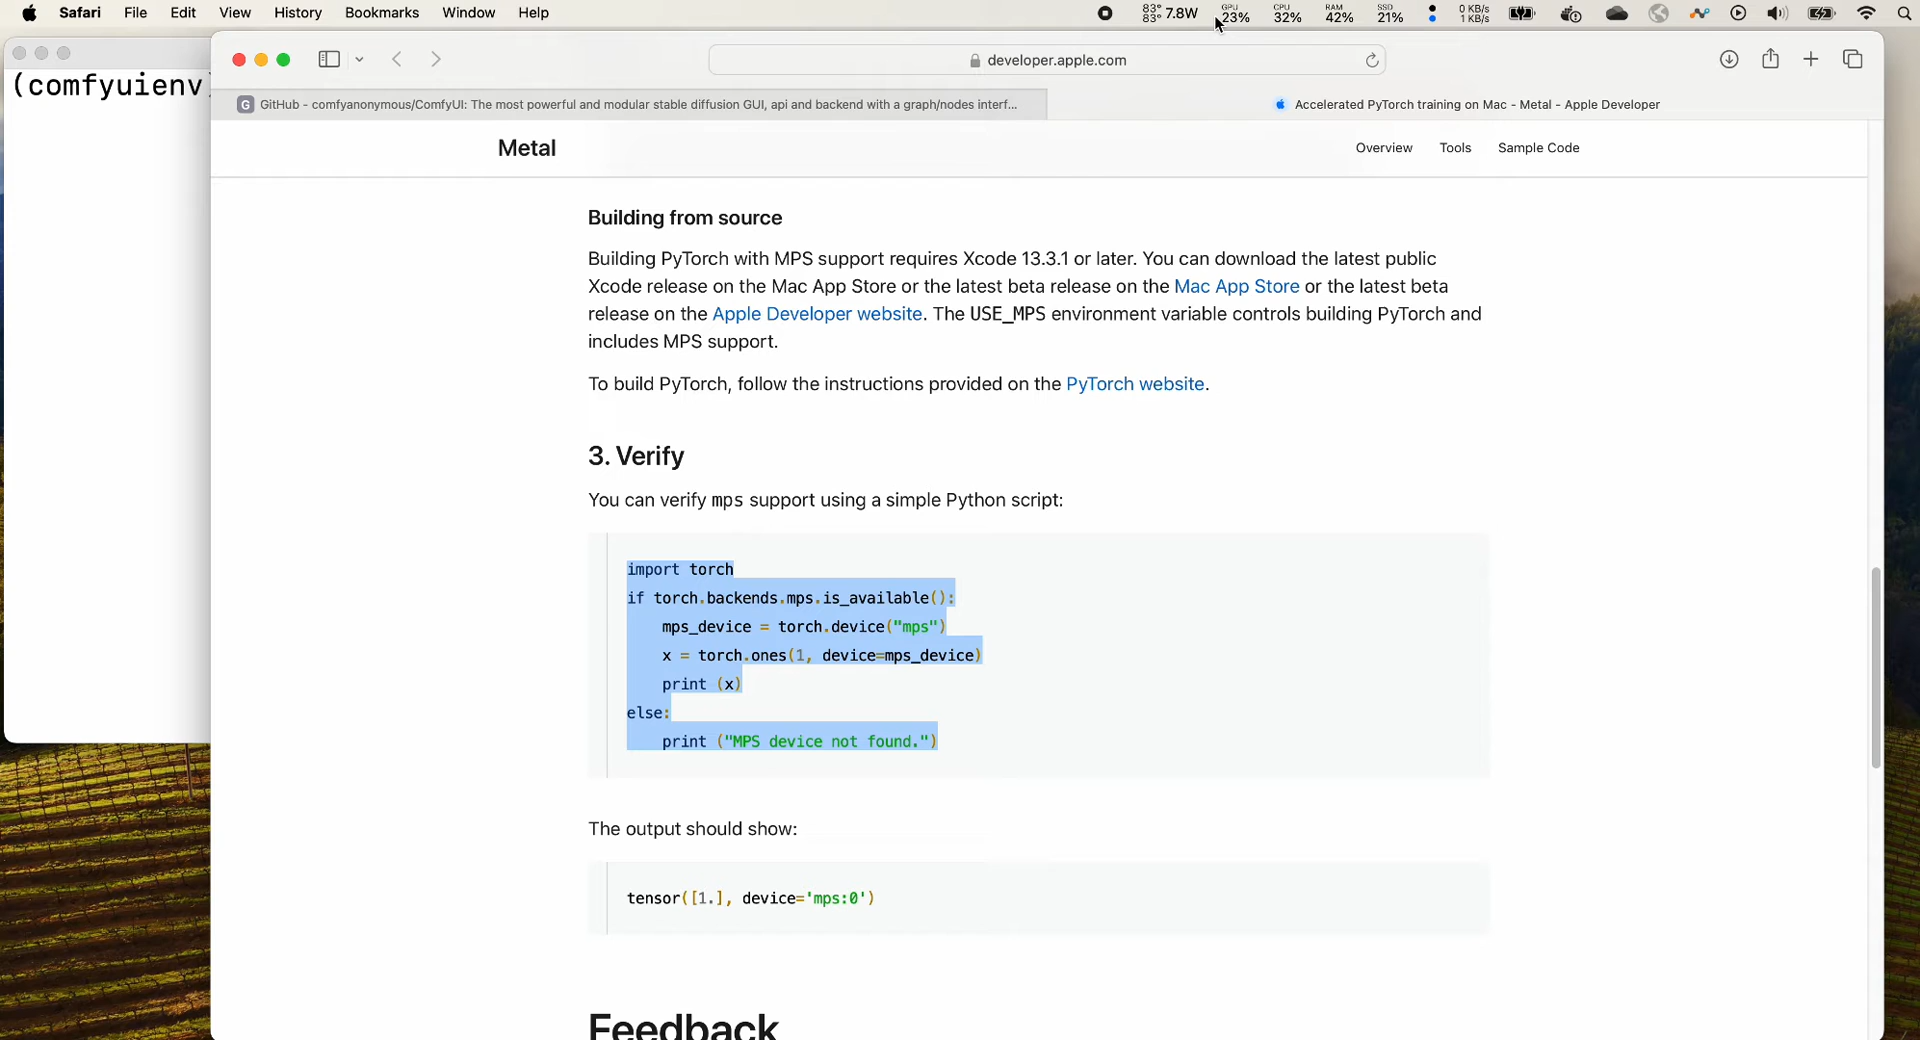 Safari File Edit View History Bookmarks Window Help
83° 7.8W
83°
GPU 23% CPU 32% RAM 42% SSD 21% 0 KB/s
1 KB/s
(comfyuienv)
developer.apple.com
G GitHub - comfyanonymous/ComfyUI: The most powerful and modular stable diffusion GUI, api and backend with a graph/nodes interf...
Accelerated PyTorch training on Mac - Metal - Apple Developer
Metal
Overview Tools Sample Code
Building from source
Building PyTorch with MPS support requires Xcode 13.3.1 or later. You can download the latest public
Xcode release on the Mac App Store or the latest beta release on the Mac App Store or the latest beta
release on the Apple Developer website. The USE_MPS environment variable controls building PyTorch and
includes MPS support.
To build PyTorch, follow the instructions provided on the PyTorch website.
3. Verify
You can verify mps support using a simple Python script:
import torch
if torch.backends.mps.is_available():
    mps_device = torch.device("mps")
    x = torch.ones(1, device=mps_device)
    print (x)
else:
    print ("MPS device not found.")
The output should show:
tensor([1.], device='mps:0')
Feedback